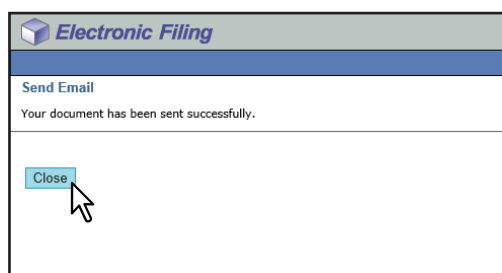 Electronic Filing
Send Email
Your document has been sent successfully.
Close